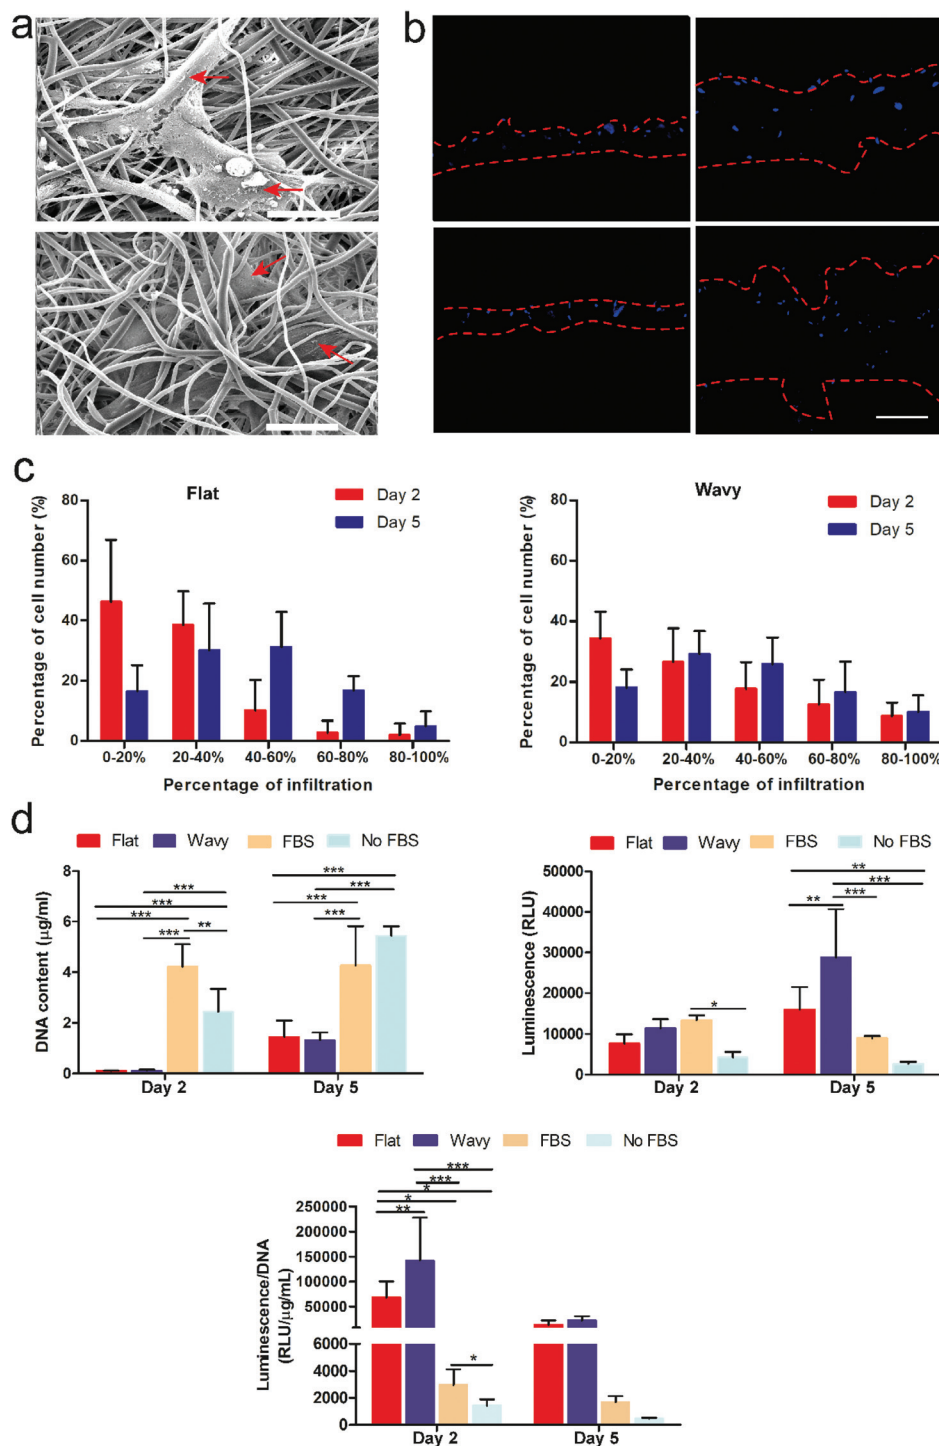 a
b
c
Flat
Day 2
Day 5
Percentage of cell number (%)
80
60
40
20
0
0-20%
20-40%
40-60%
60-80%
80-100%
Percentage of infiltration
Wavy
Day 2
Day 5
Percentage of cell number (%)
80
60
40
20
0
0-20%
20-40%
40-60%
60-80%
80-100%
Percentage of infiltration
d
Flat Wavy FBS No FBS
DNA content (µg/ml)
8
6
4
2
0
***
***
***
***
**
***
***
***
***
Day 2
Day 5
Flat Wavy FBS No FBS
Luminescence (RLU)
50000
40000
30000
20000
10000
0
*
**
***
**
***
Day 2
Day 5
Flat Wavy FBS No FBS
Luminescence/DNA
(RLU/µg/mL)
250000
200000
150000
100000
50000
6000
4000
2000
0
***
***
*
*
**
*
Day 2
Day 5